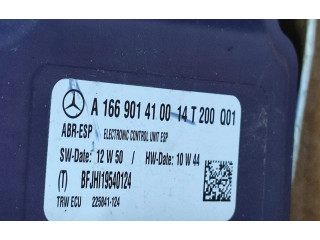 A 166 901 41 00 14 T 200 001
ABR-ESP ELECTRONIC CONTROL UNIT ESP
SW-Date: 12 W 50 / HW-Date: 10 W 44
(T) BFJHI19540124
TRW ECU 225841-124